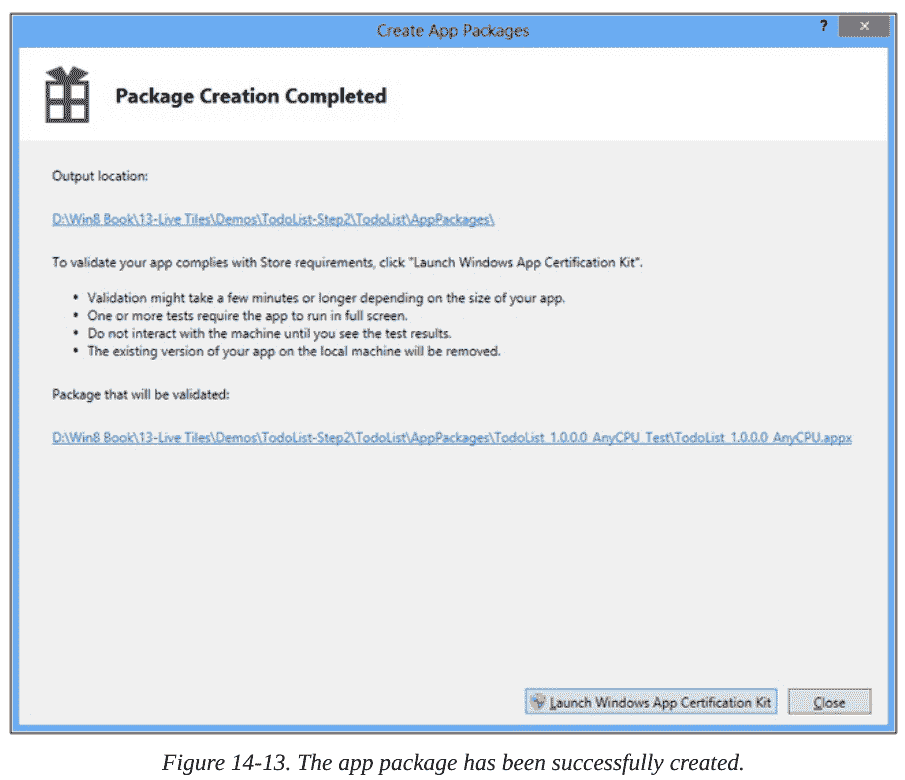 Create App Packages
?
Package Creation Completed
Output location:
D:\Win8 Book\13-Live Tiles\Demos\TodoList-Step2\TodoList\AppPackages\
To validate your app complies with Store requirements, click "Launch Windows App Certification Kit".
• Validation might take a few minutes or longer depending on the size of your app.
• One or more tests require the app to run in full screen.
• Do not interact with the machine until you see the test results.
• The existing version of your app on the local machine will be removed.
Package that will be validated:
D:\Win8 Book\13-Live Tiles\Demos\TodoList-Step2\TodoList\AppPackages\TodoList_1.0.0.0_AnyCPU_Test\TodoList_1.0.0.0_AnyCPU.appx
Launch Windows App Certification Kit
Close
Figure 14-13. The app package has been successfully created.